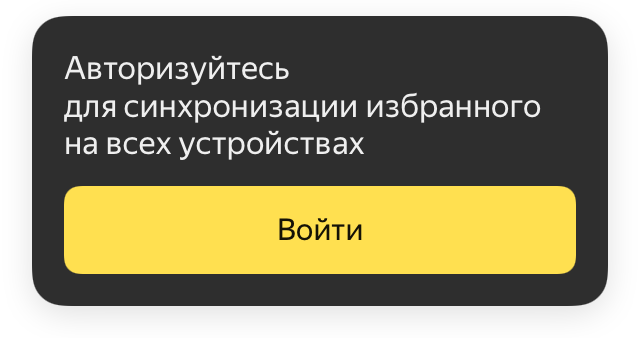 Авторизуйтесь
для синхронизации избранного
на всех устройствах
Войти